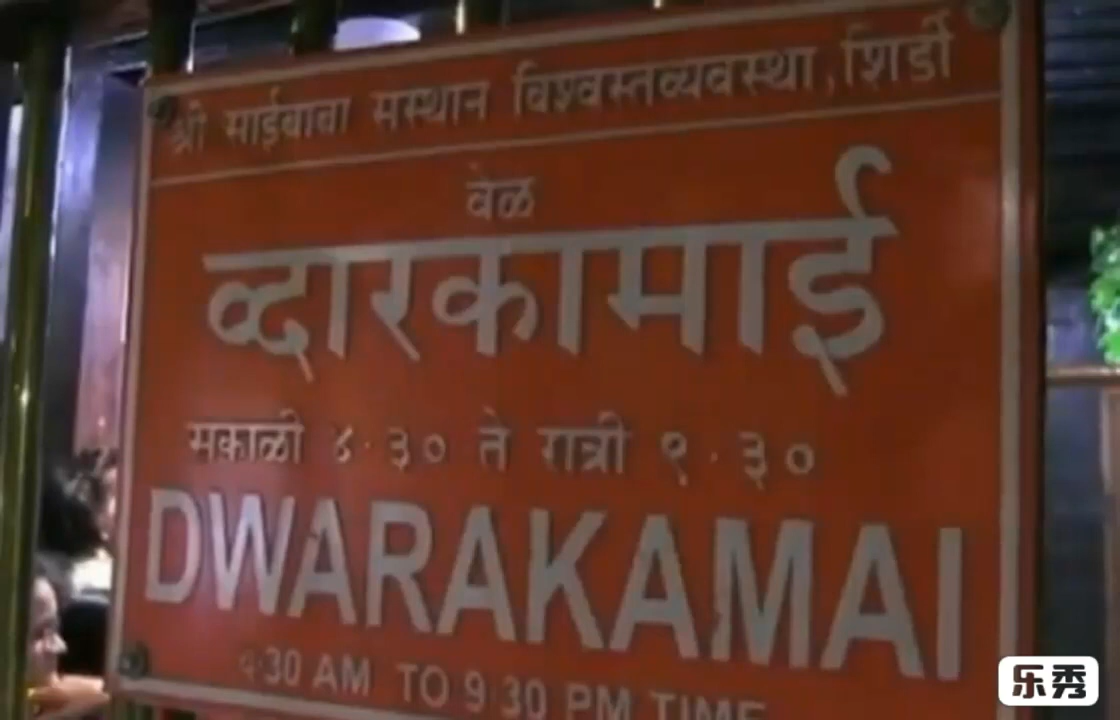 श्री साईबाबा संस्थान विश्वस्तव्यवस्था, शिर्डी
वेळ
व्दारकामाई
सकाळी ४.३० ते रात्री ९.३०
DWARAKAMAI
4.30 AM TO 9.30 PM TIME
乐秀